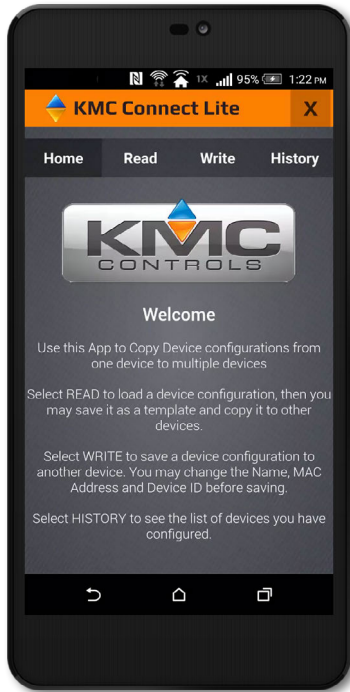 1X 95% 1:22 PM
KMC Connect Lite X
Home Read Write History
KMC
CONTROLS
Welcome
Use this App to Copy Device configurations from
one device to multiple devices
Select READ to load a device configuration, then you
may save it as a template and copy it to other
devices.
Select WRITE to save a device configuration to
another device. You may change the Name, MAC
Address and Device ID before saving.
Select HISTORY to see the list of devices you have
configured.